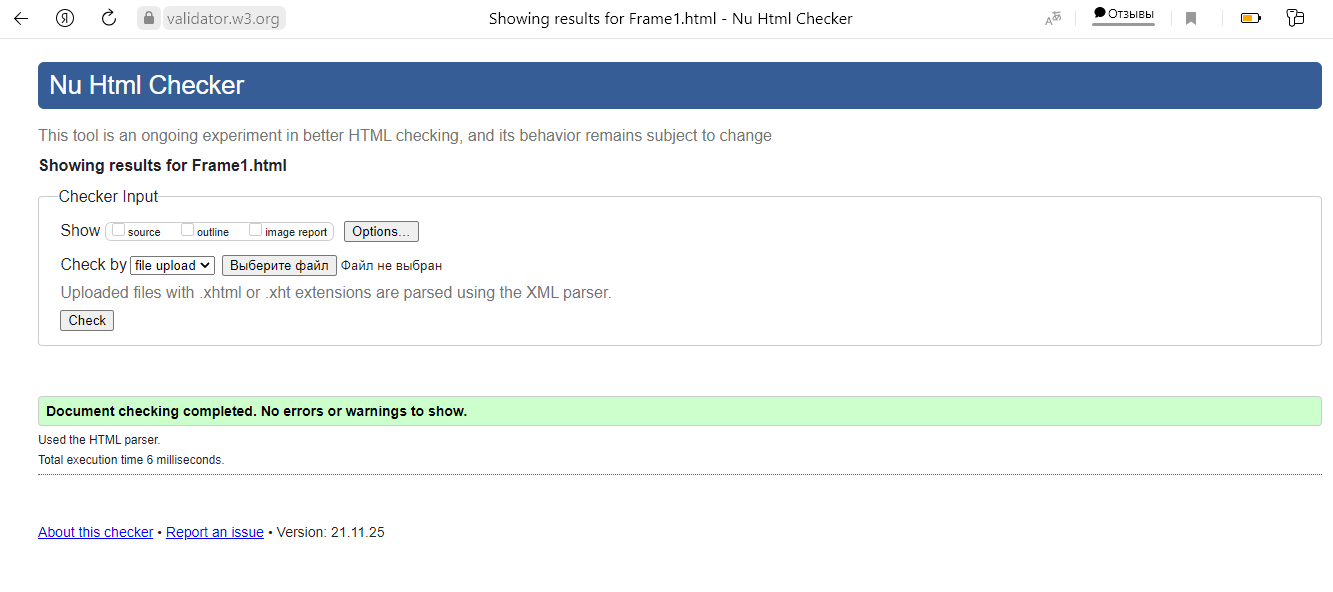 Я validator.w3.org Showing results for Frame1.html - Nu Html Checker Aあ Отзывы
Nu Html Checker
This tool is an ongoing experiment in better HTML checking, and its behavior remains subject to change
Showing results for Frame1.html
Checker Input
Show source outline image report Options...
Check by file upload Выберите файл Файл не выбран
Uploaded files with .xhtml or .xht extensions are parsed using the XML parser.
Check
Document checking completed. No errors or warnings to show.
Used the HTML parser.
Total execution time 6 milliseconds.
About this checker • Report an issue • Version: 21.11.25